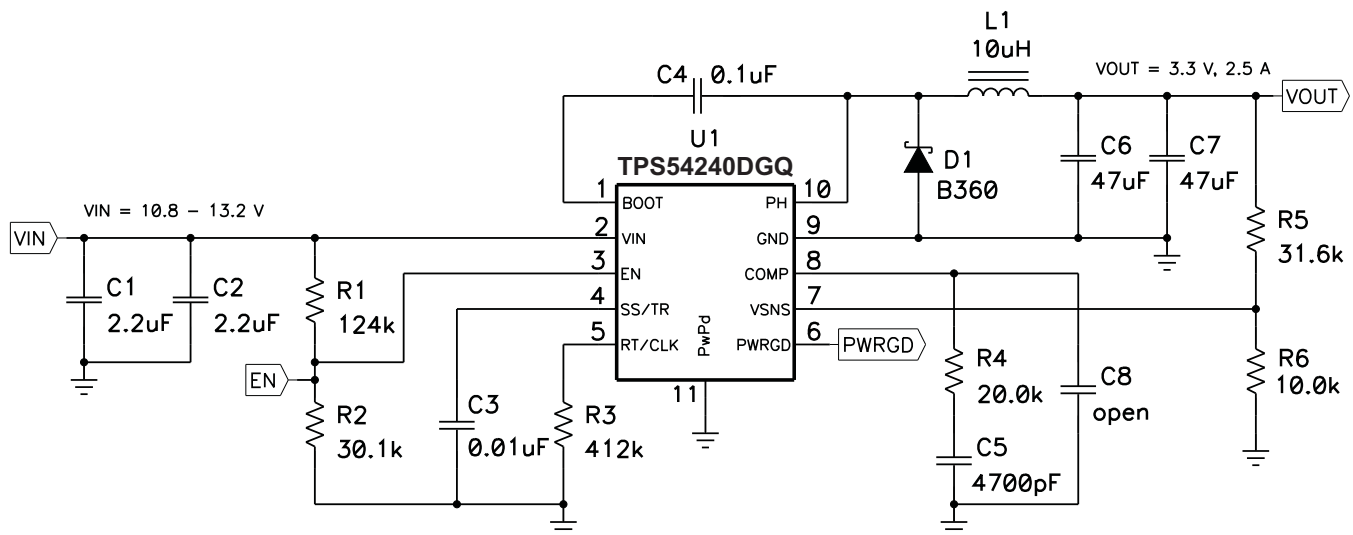 L1
10uH
C4 0.1uF
VOUT = 3.3 V, 2.5 A
VOUT
U1
TPS54240DGQ
C6
47uF
C7
47uF
D1
B360
1
BOOT
PH
10
VIN = 10.8 – 13.2 V
VIN
2
VIN
GND
9
R5
31.6k
3
EN
COMP
8
C1
2.2uF
C2
2.2uF
R1
124k
4
SS/TR
VSNS
7
5
RT/CLK
PwPd
PWRGD
6
PWRGD
EN
11
R4
20.0k
C8
open
R6
10.0k
R2
30.1k
C3
0.01uF
R3
412k
C5
4700pF